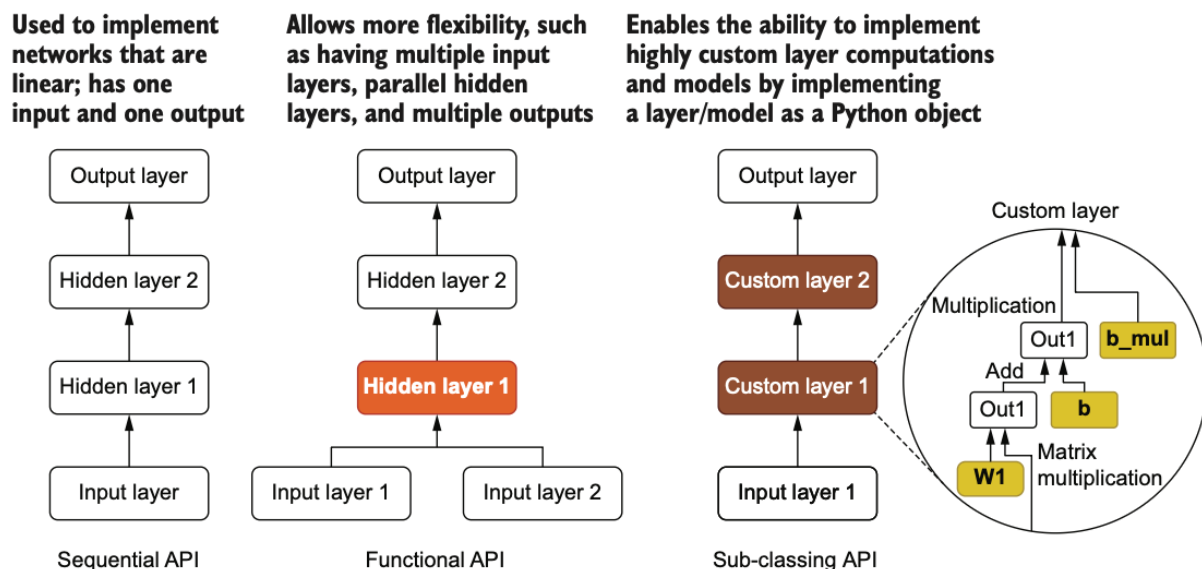 Used to implement
networks that are
linear; has one
input and one output
Allows more flexibility, such
as having multiple input
layers, parallel hidden
layers, and multiple outputs
Enables the ability to implement
highly custom layer computations
and models by implementing
a layer/model as a Python object
Output layer
Hidden layer 2
Hidden layer 1
Input layer
Sequential API
Output layer
Hidden layer 2
Hidden layer 1
Input layer 1
Input layer 2
Functional API
Output layer
Custom layer 2
Custom layer 1
Input layer 1
Sub-classing API
Custom layer
Multiplication
Out1
b_mul
Add
Out1
b
W1
Matrix
multiplication